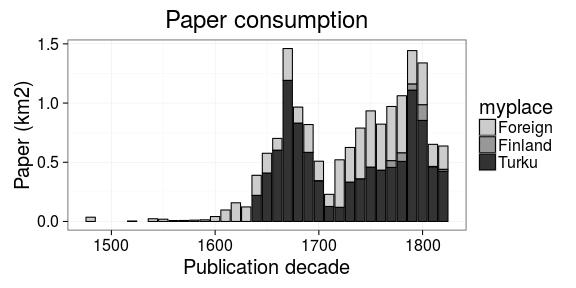 Paper consumption
Paper (km2)
1.5
1.0
0.5
0.0
1500
1600
1700
1800
Publication decade
myplace
Foreign
Finland
Turku